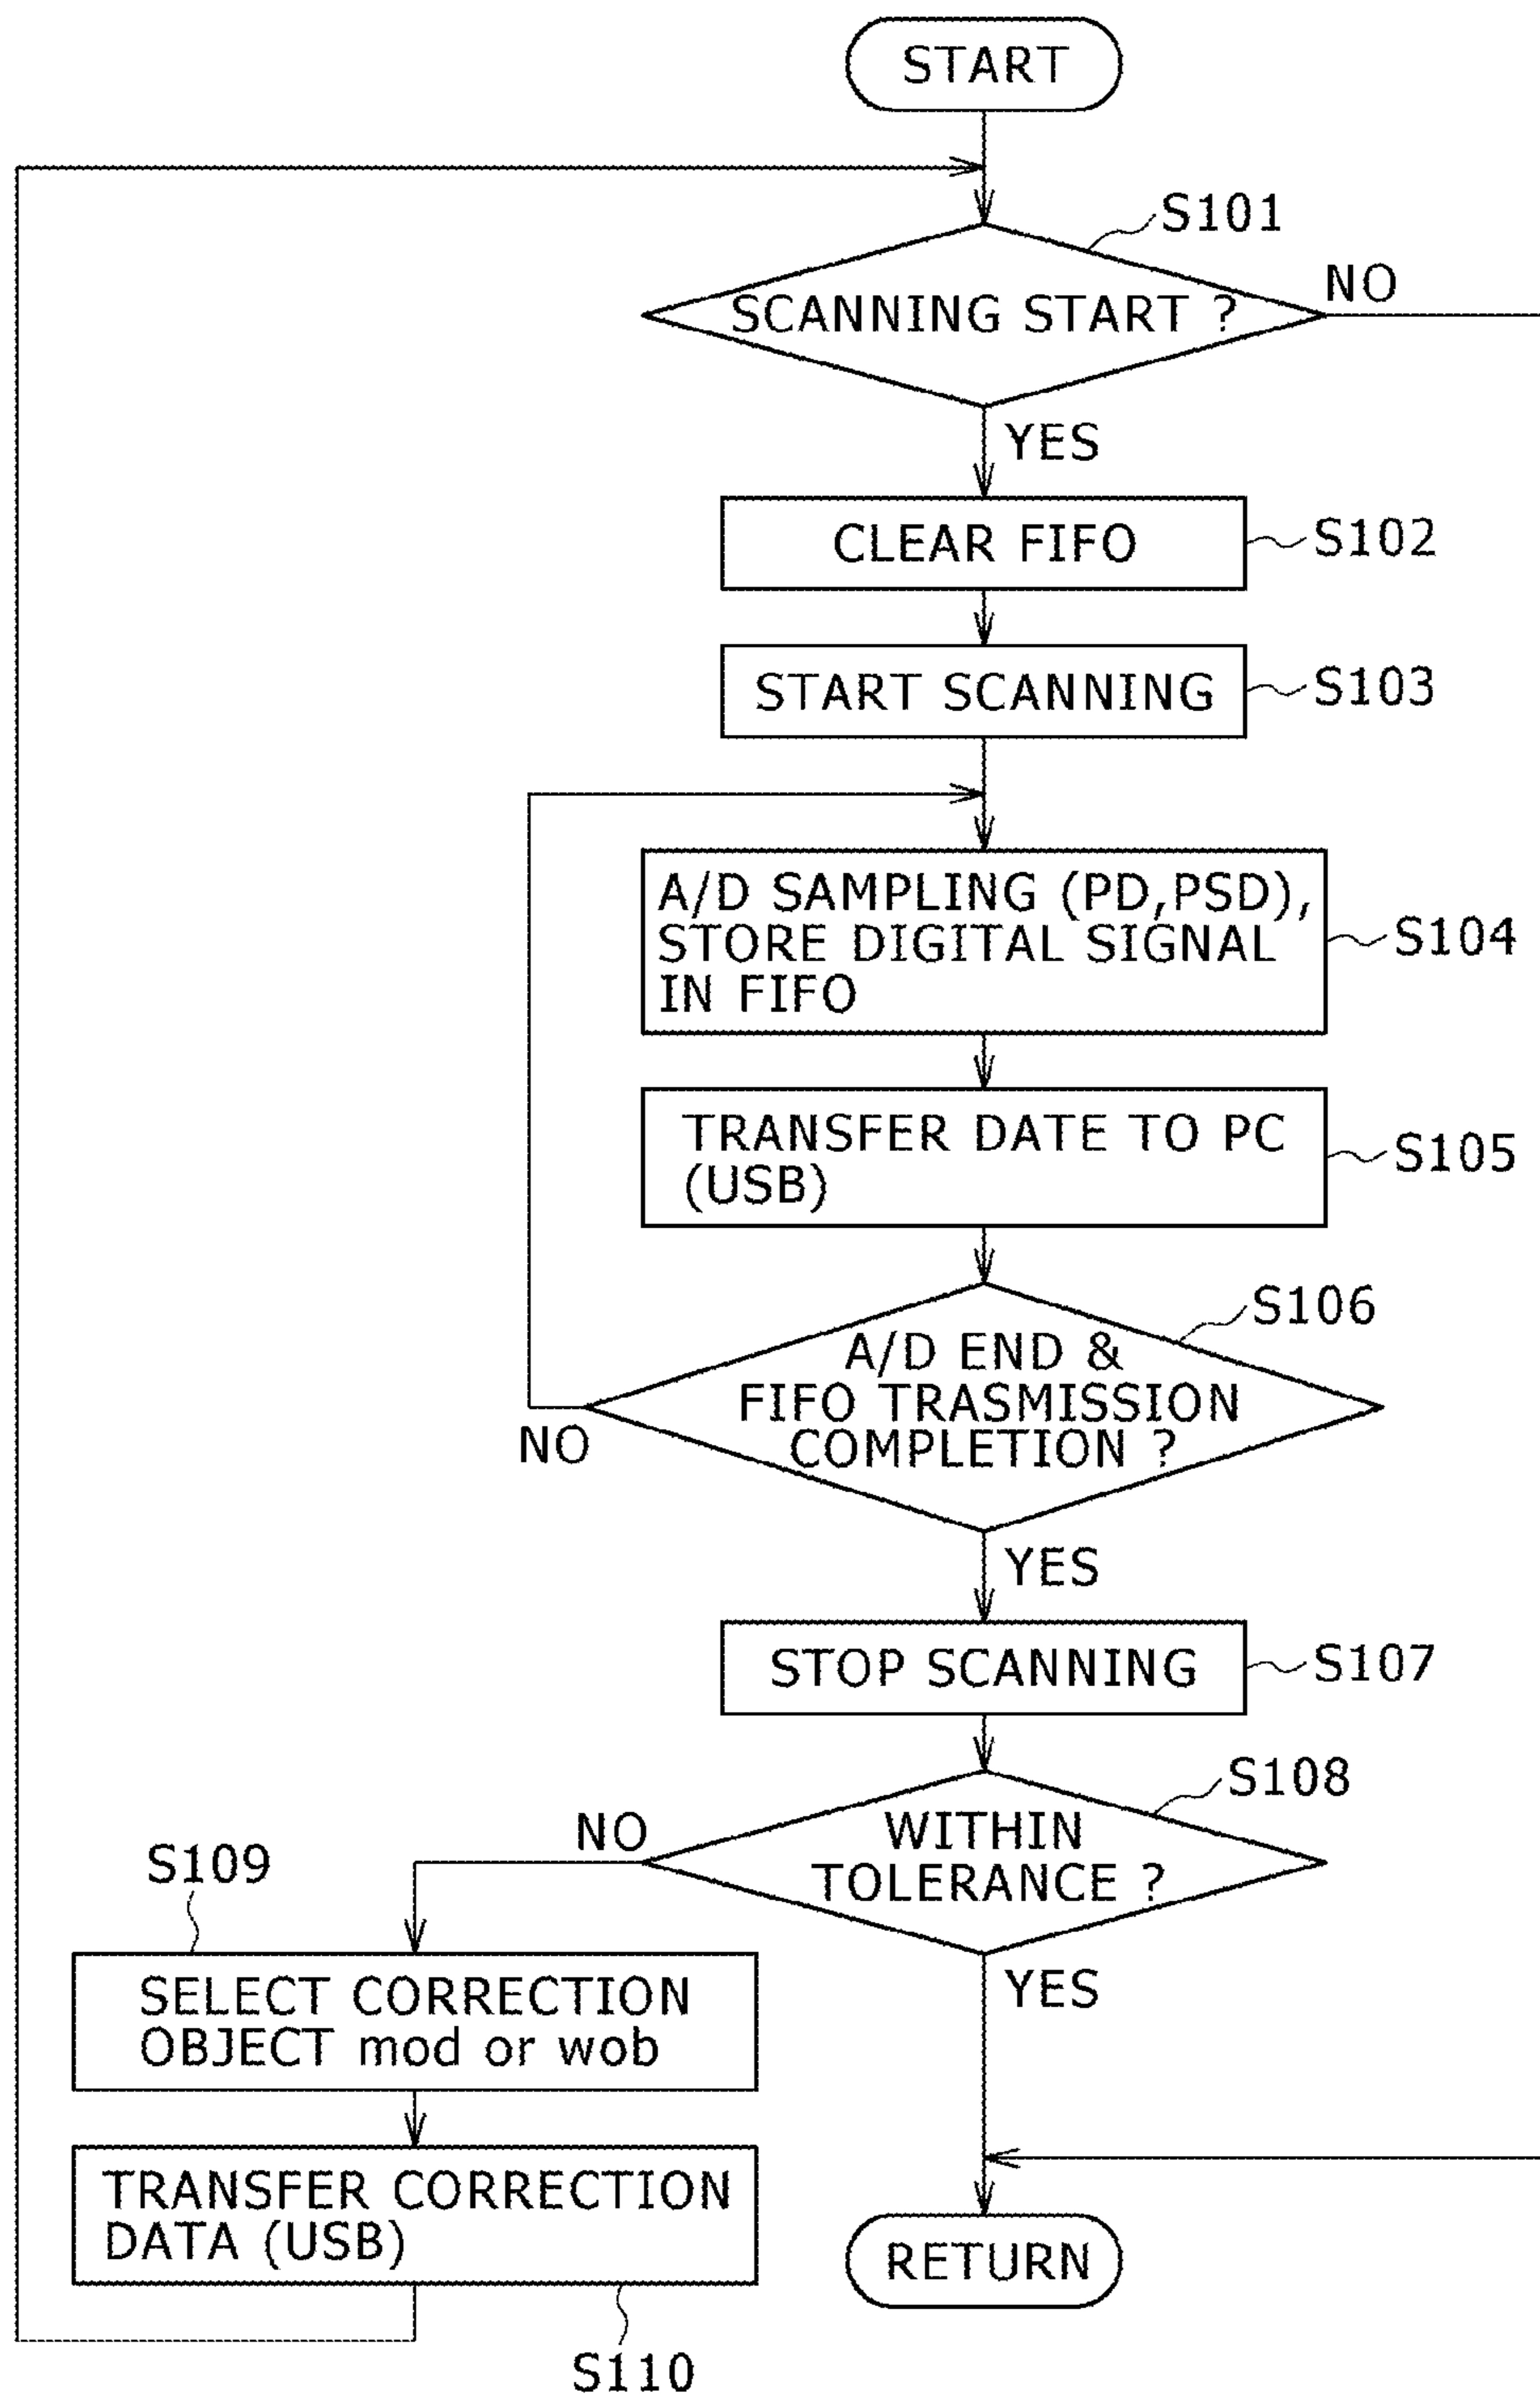 START
S101
SCANNING START ?
NO
YES
CLEAR FIFO
S102
START SCANNING
S103
A/D SAMPLING (PD,PSD),
STORE DIGITAL SIGNAL
IN FIFO
S104
TRANSFER DATE TO PC
(USB)
S105
S106
A/D END &
FIFO TRASMISSION
COMPLETION ?
NO
YES
STOP SCANNING
S107
S108
WITHIN
TOLERANCE ?
NO
YES
S109
SELECT CORRECTION
OBJECT mod or wob
TRANSFER CORRECTION
DATA (USB)
S110
RETURN